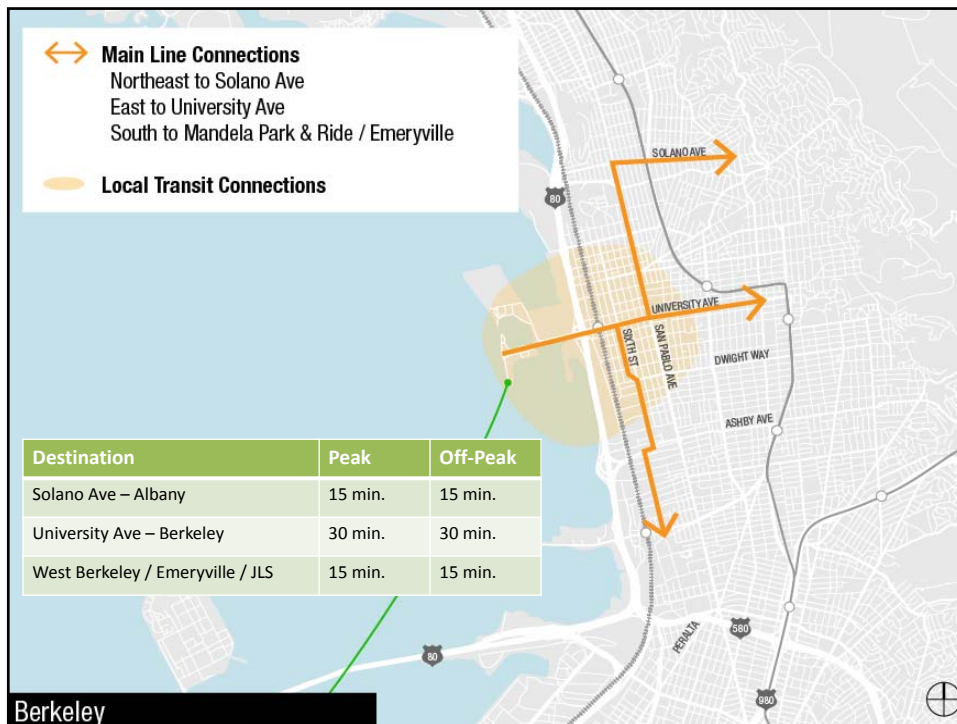 Main Line Connections
Northeast to Solano Ave
East to University Ave
South to Mandela Park & Ride / Emeryville
Local Transit Connections
SOLANO AVE
80
UNIVERSITY AVE
SIXTH ST
SAN PABLO AVE
DWIGHT WAY
ASHBY AVE
Destination Peak Off-Peak
Solano Ave – Albany 15 min. 15 min.
University Ave – Berkeley 30 min. 30 min.
West Berkeley / Emeryville / JLS 15 min. 15 min.
PERALTA
580
80
980
Berkeley